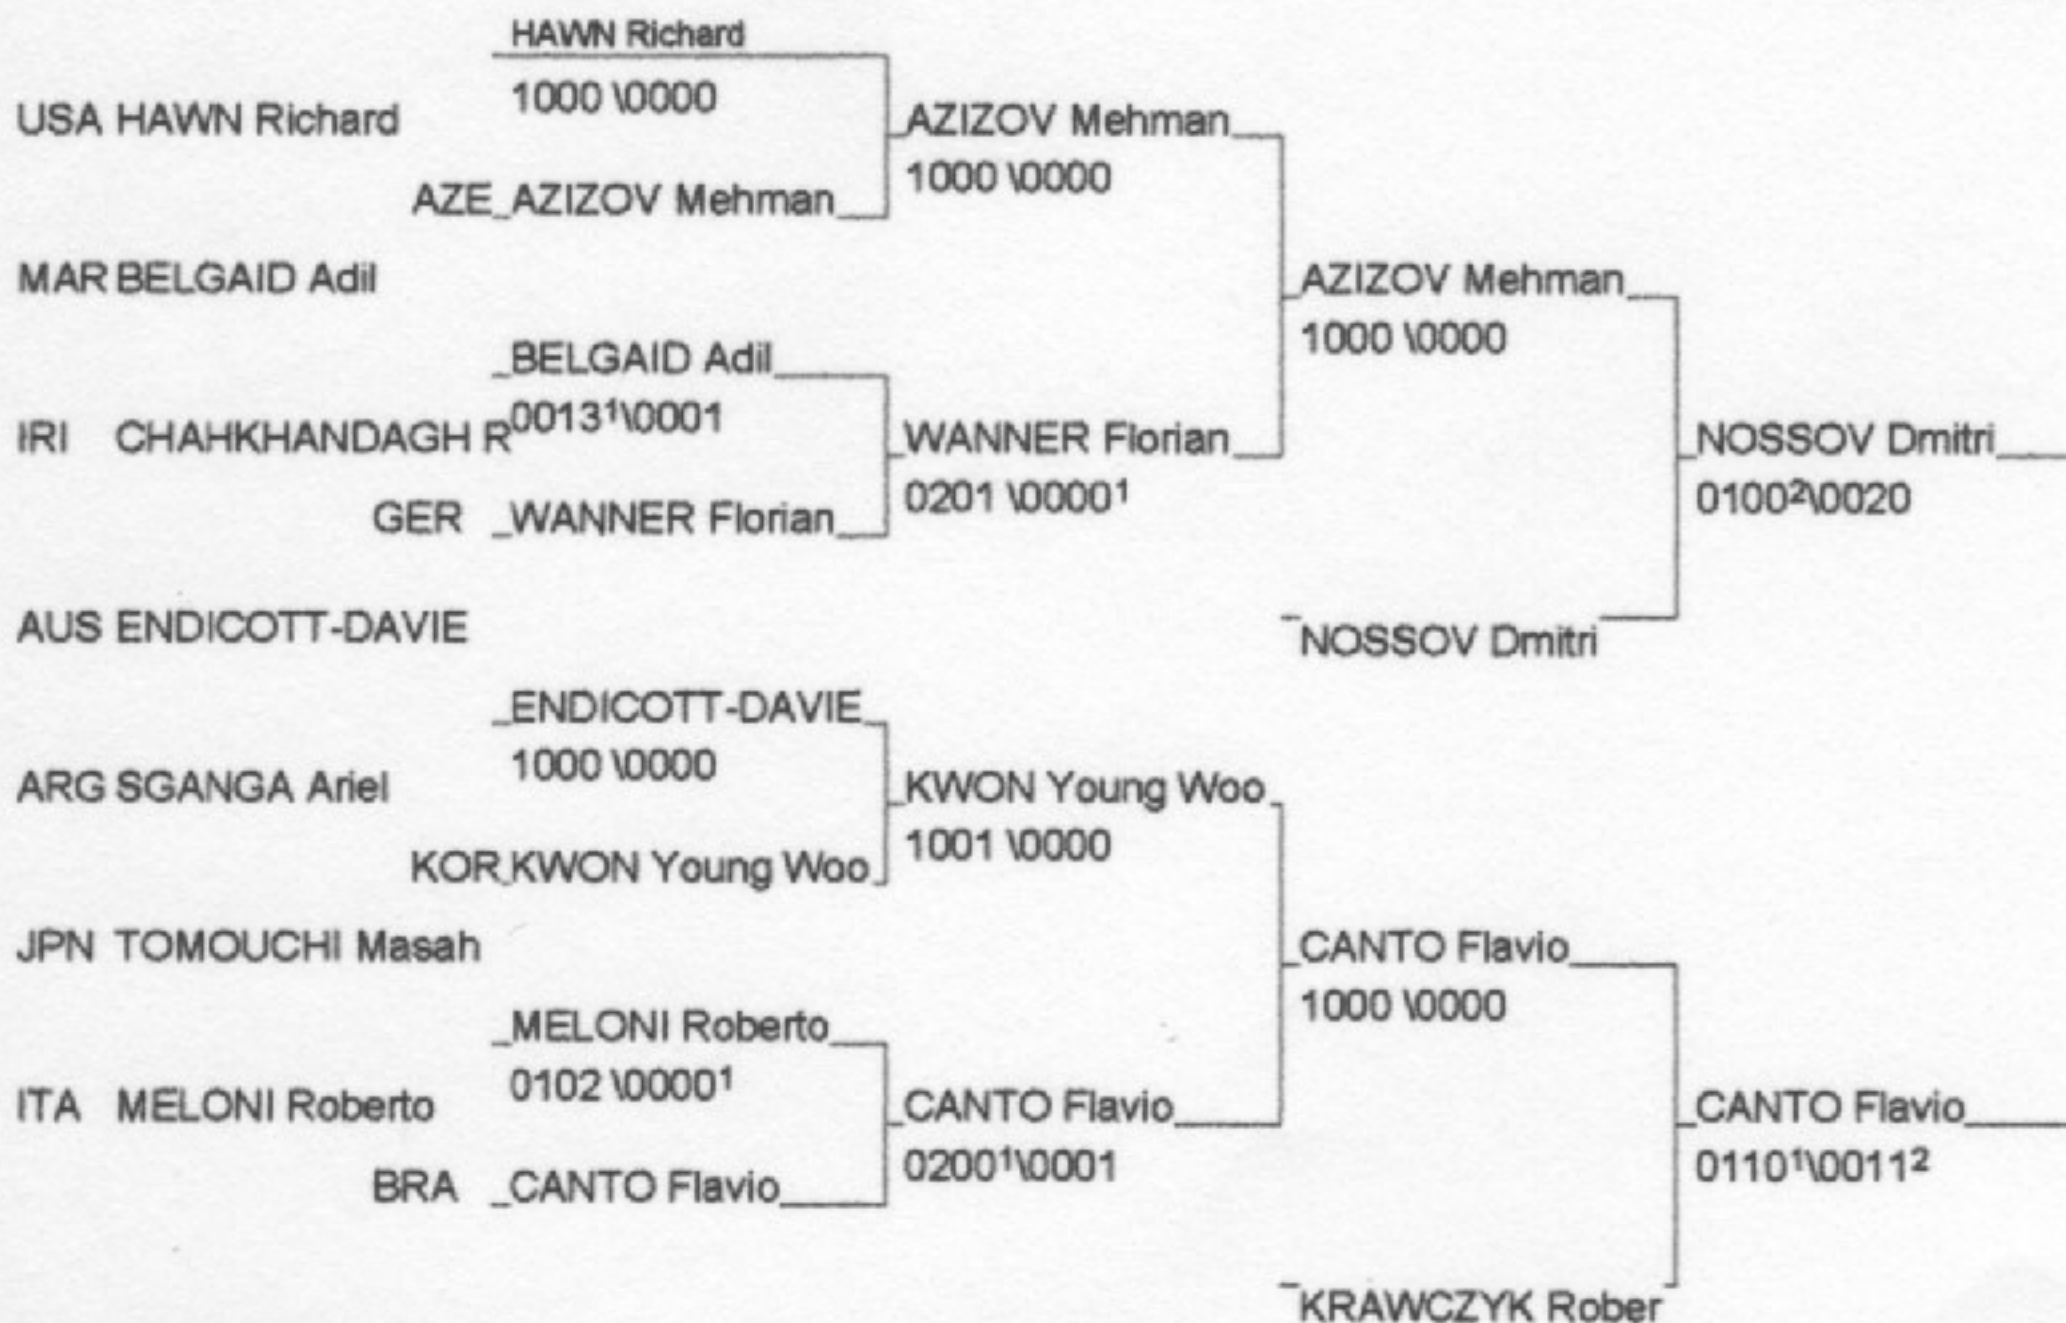 HAWN Richard
1000 \0000
USA HAWN Richard
AZIZOV Mehman
1000 \0000
AZE AZIZOV Mehman
MAR BELGAID Adil
AZIZOV Mehman
1000 \0000
BELGAID Adil
0013¹\0001
IRI CHAHKHANDAGH R
WANNER Florian
0201 \0000¹
NOSSOV Dmitri
0100²\0020
GER WANNER Florian
AUS ENDICOTT-DAVIE
NOSSOV Dmitri
ENDICOTT-DAVIE
1000 \0000
ARG SGANGA Ariel
KWON Young Woo
1001 \0000
KOR KWON Young Woo
JPN TOMOUCHI Masah
CANTO Flavio
1000 \0000
MELONI Roberto
0102 \0000¹
ITA MELONI Roberto
CANTO Flavio
0200¹\0001
CANTO Flavio
0110¹\0011²
BRA CANTO Flavio
KRAWCZYK Rober